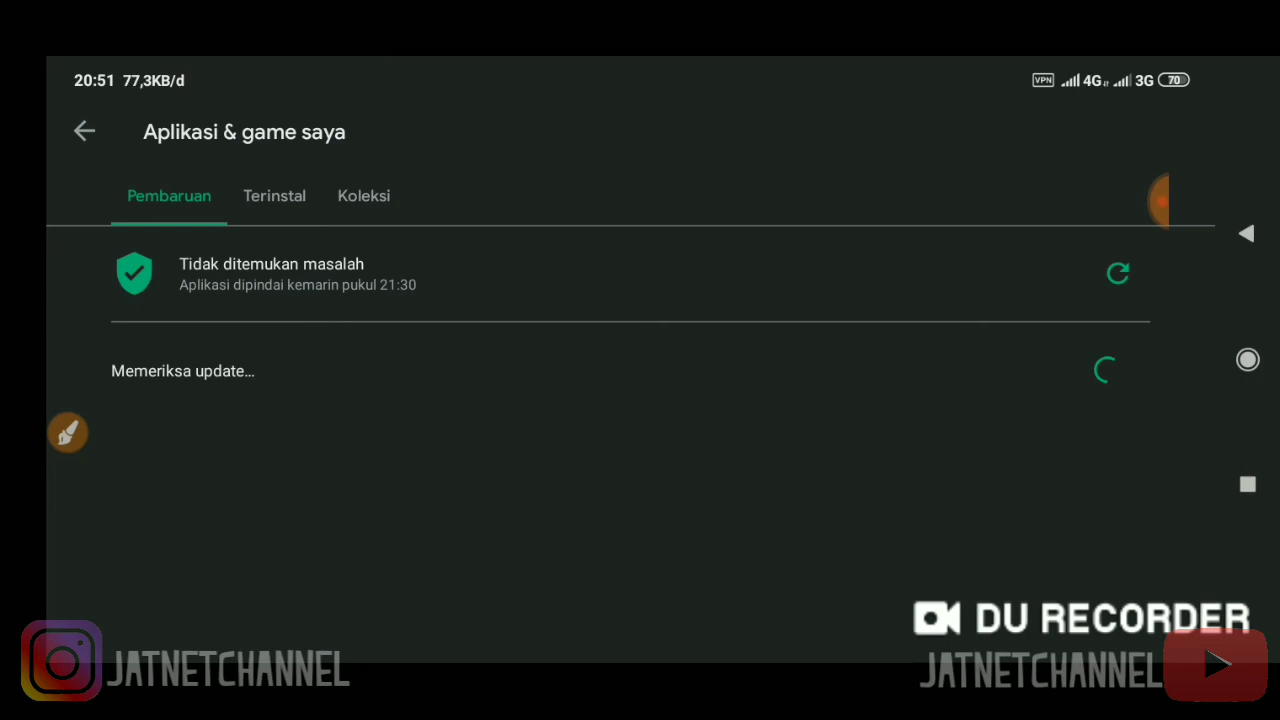 20:51 77,3KB/d
VPN 4G 3G 70
Aplikasi & game saya
Pembaruan Terinstal Koleksi
Tidak ditemukan masalah
Aplikasi dipindai kemarin pukul 21:30
Memeriksa update...
DU RECORDER
JATNETCHANNEL
JATNETCHANNEL